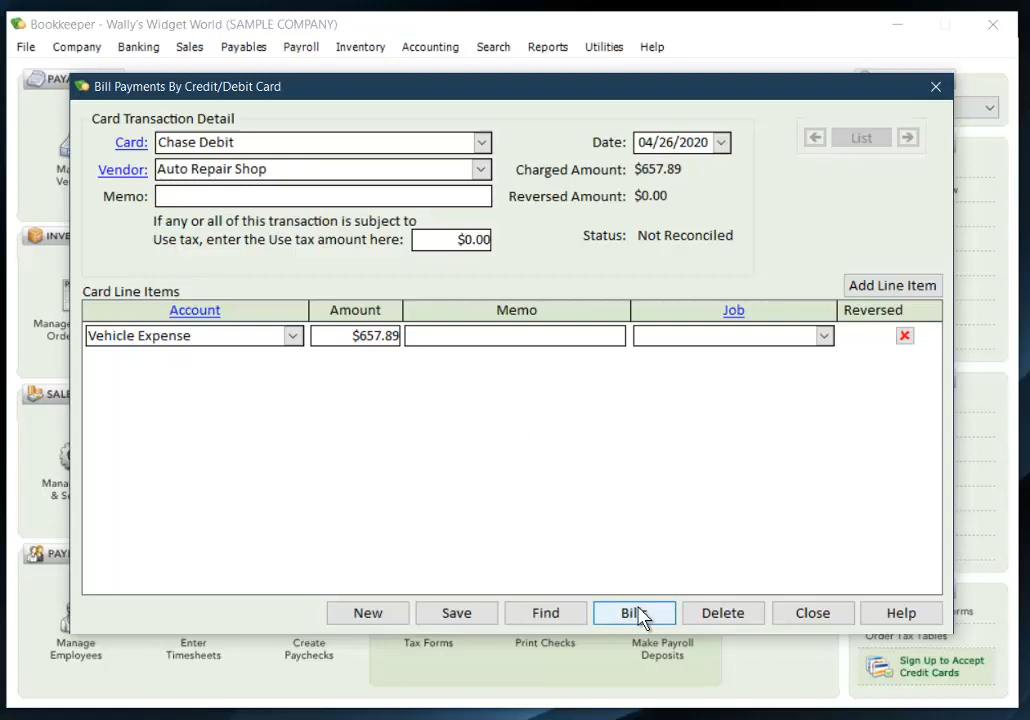 Bookkeeper - Wally's Widget World (SAMPLE COMPANY)
File Company Banking Sales Payables Payroll Inventory Accounting Search Reports Utilities Help
Bill Payments By Credit/Debit Card
Card Transaction Detail
Card: Chase Debit Date: 04/26/2020 List
Vendor: Auto Repair Shop Charged Amount: $657.89
Memo: Reversed Amount: $0.00
If any or all of this transaction is subject to
Use tax, enter the Use tax amount here: $0.00 Status: Not Reconciled
Card Line Items Add Line Item
Account Amount Memo Job Reversed
Vehicle Expense $657.89
New Save Find Delete Close Help
Manage
Employees
Enter
Timesheets
Create
Paychecks
Tax Forms
Print Checks
Make Payroll
Deposits
Order Tax Tables
Sign Up to Accept
Credit Cards